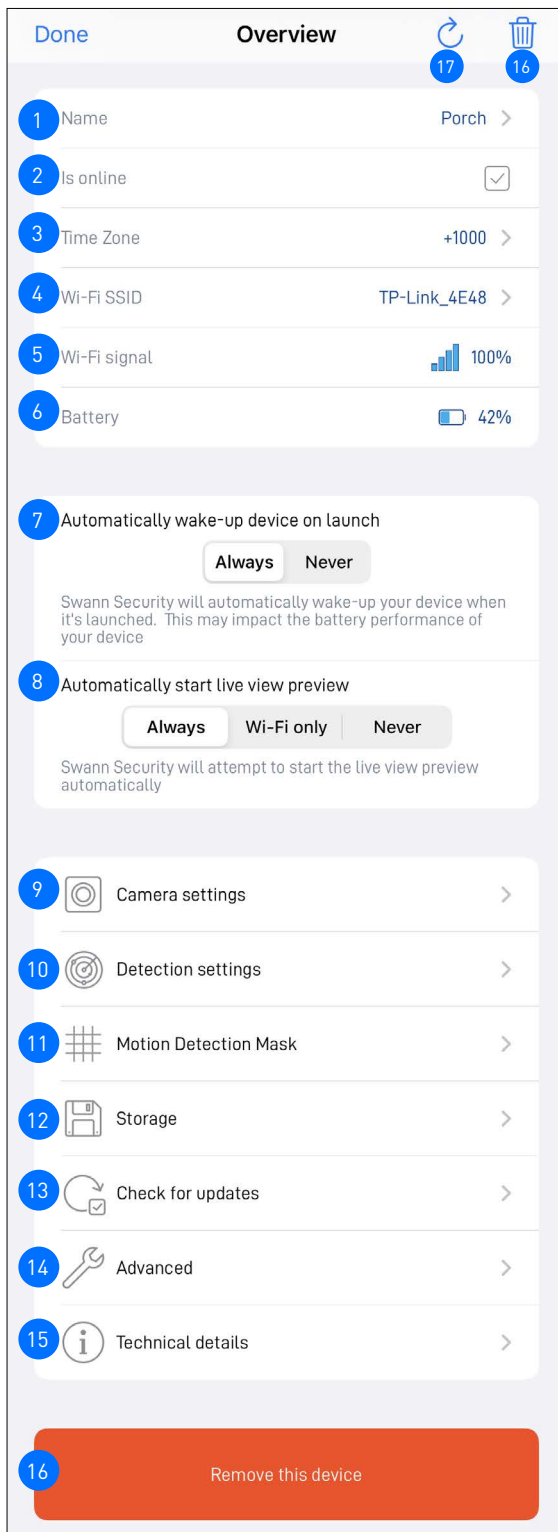 Done Overview
17 16
1 Name Porch
2 Is online
3 Time Zone +1000
4 Wi-Fi SSID TP-Link_4E48
5 Wi-Fi signal 100%
6 Battery 42%
7 Automatically wake-up device on launch
Always Never
Swann Security will automatically wake-up your device when
it's launched. This may impact the battery performance of
your device
8 Automatically start live view preview
Always Wi-Fi only Never
Swann Security will attempt to start the live view preview
automatically
9 Camera settings
10 Detection settings
11 Motion Detection Mask
12 Storage
13 Check for updates
14 Advanced
15 Technical details
16 Remove this device